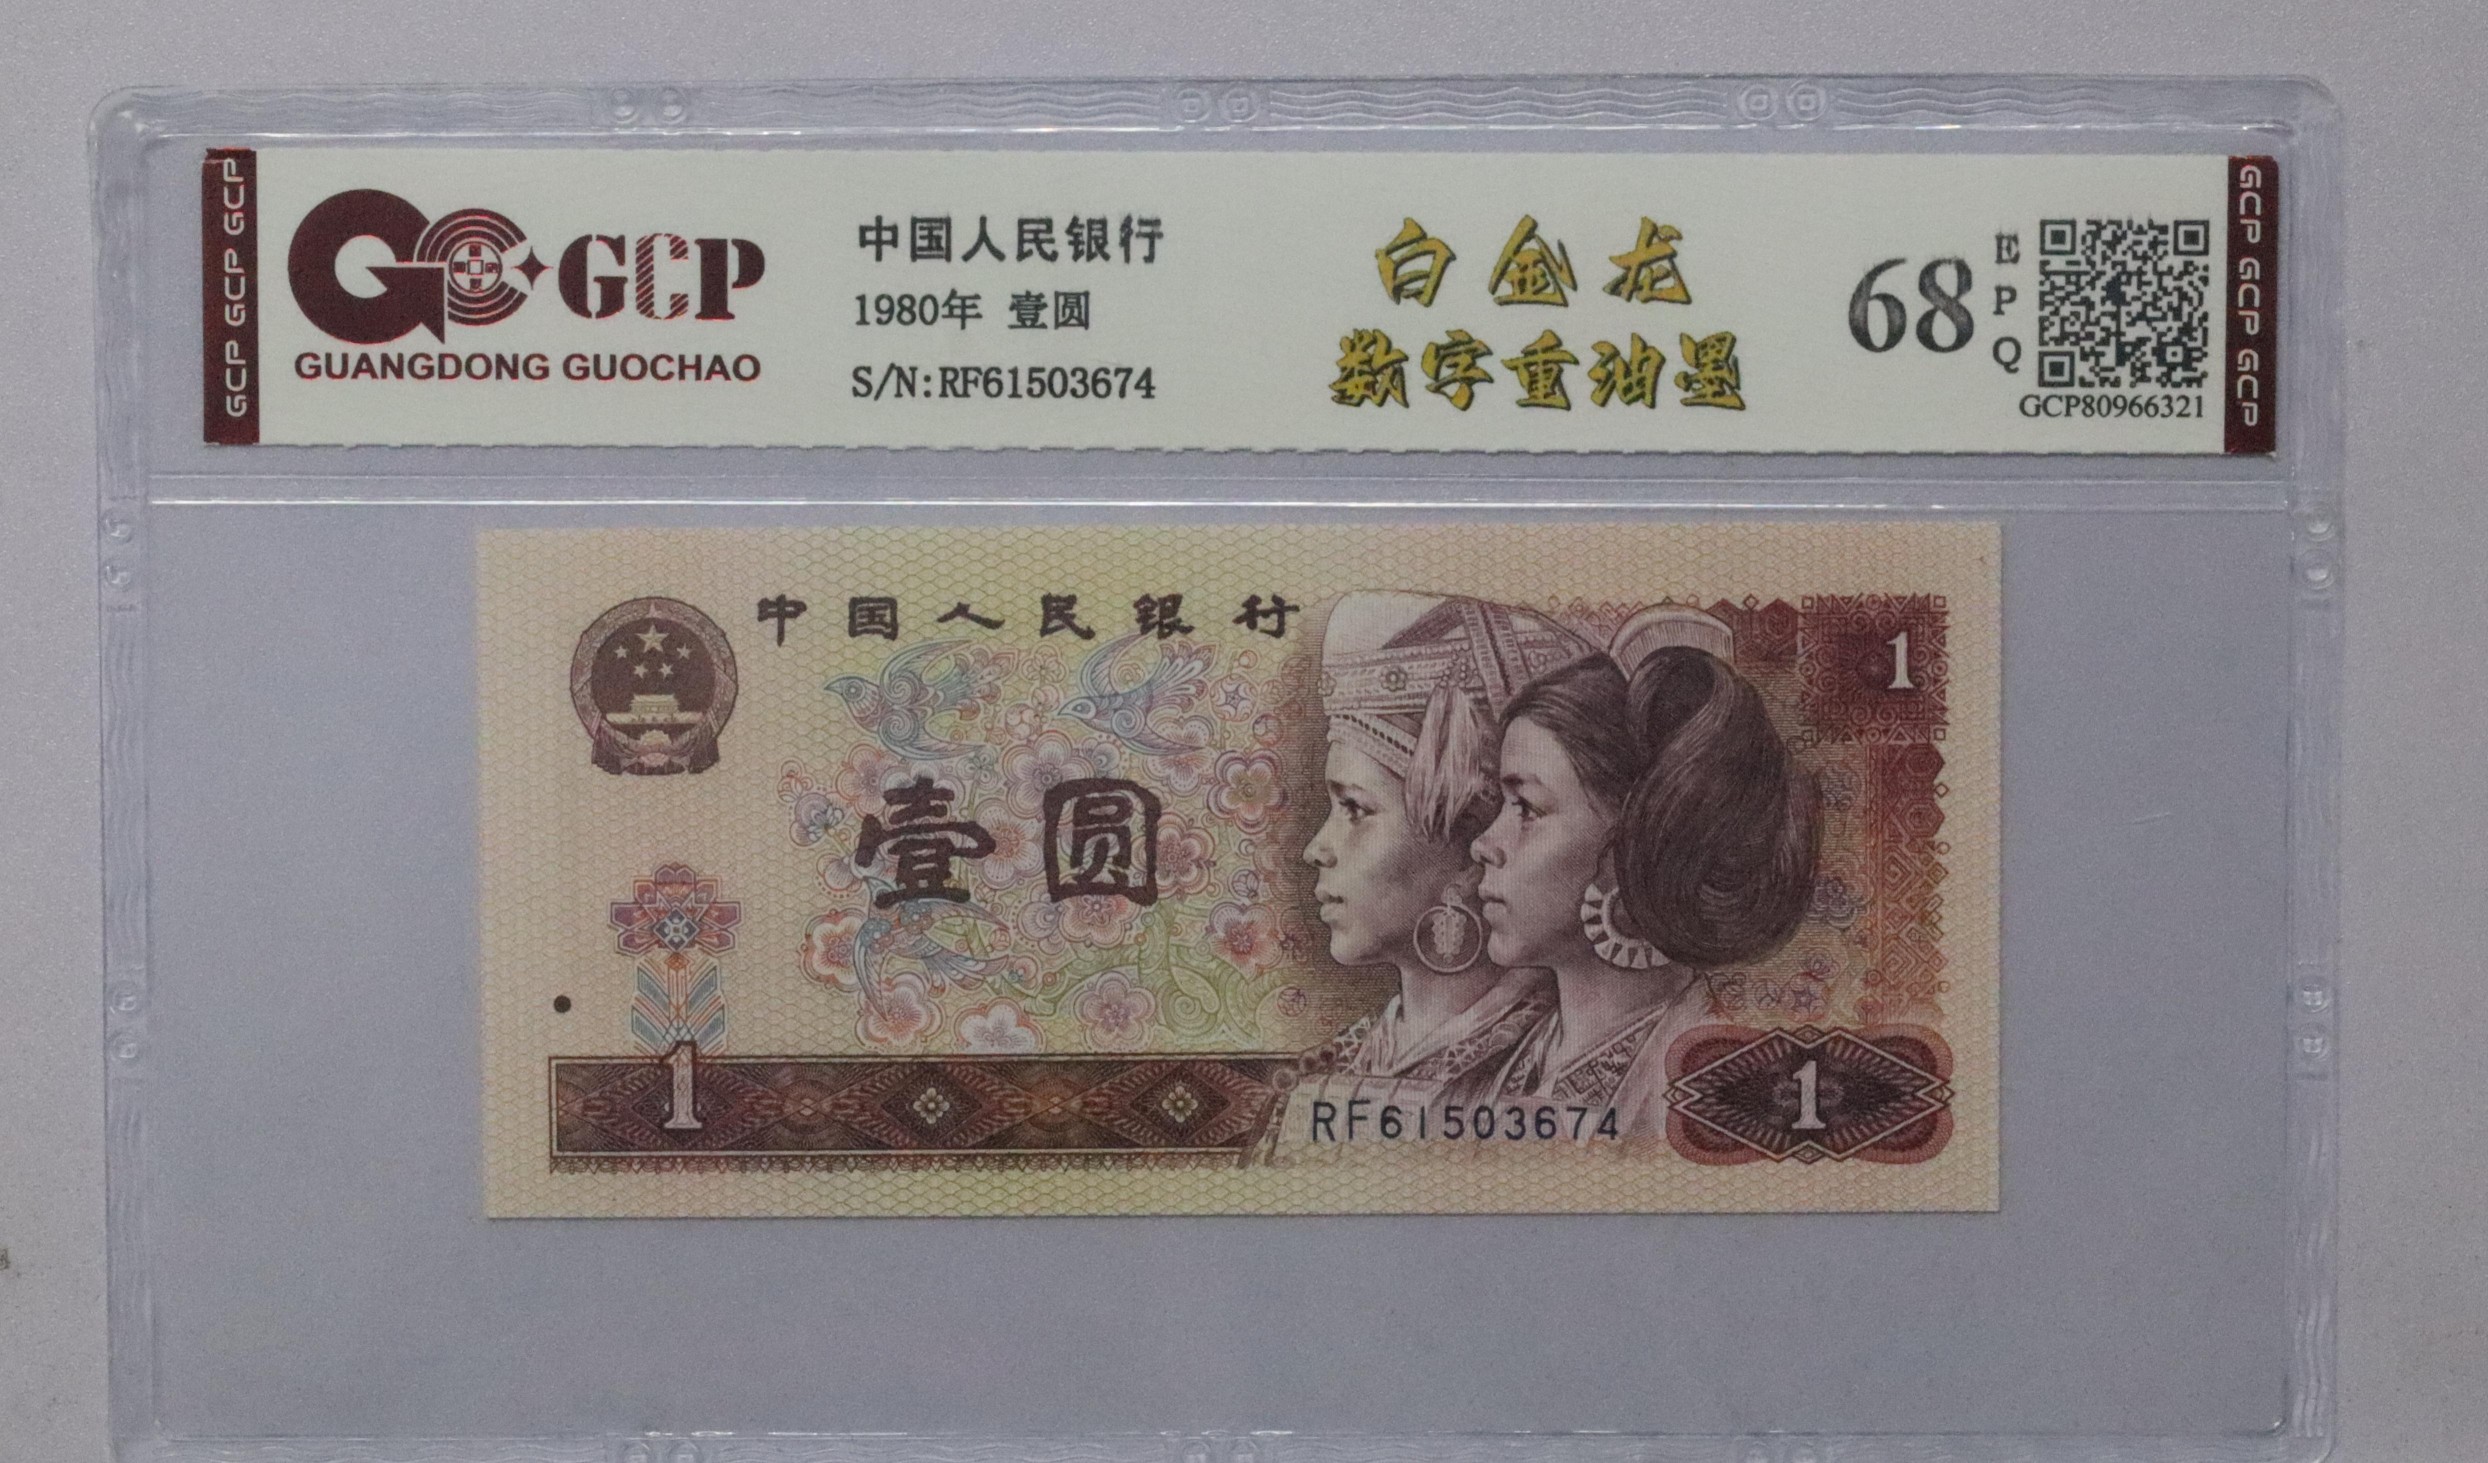 GCP GCP GCP
GCP
GUANGDONG GUOCHAO
中国人民银行
1980年 壹圆
S/N:RF61503674
白金龙
数字重油墨
68
EPQ
GCP80966321
GCP GCP GCP
中国人民银行
1
壹圆
1
1
RF61503674